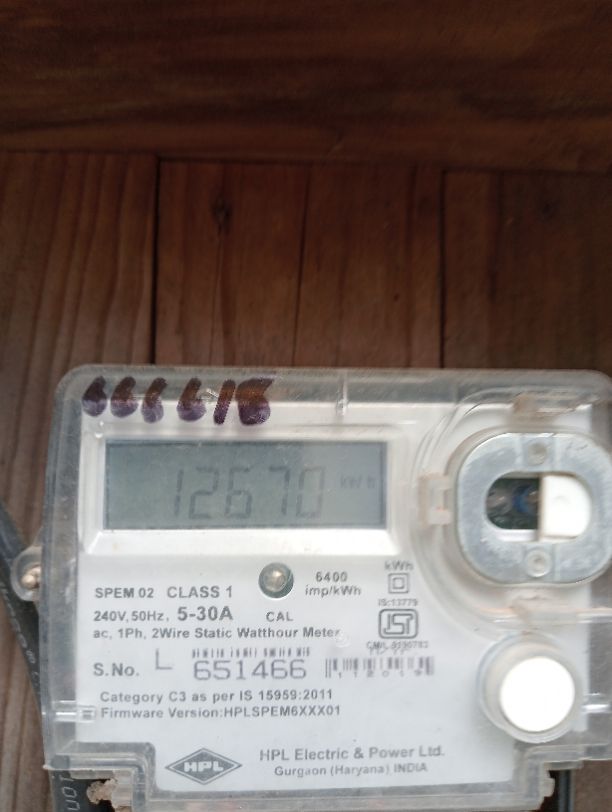 12670 kWh
6400
imp/kWh
kWh
SPEM 02 CLASS 1
240V, 50Hz, 5-30A CAL
IS:13779
ac, 1Ph, 2Wire Static Watthour Meter
ISI
S.No. L 651466
Category C3 as per IS 15959:2011
Firmware Version:HPLSPEM6XXX01
HPL
HPL Electric & Power Ltd.
Gurgaon (Haryana) INDIA